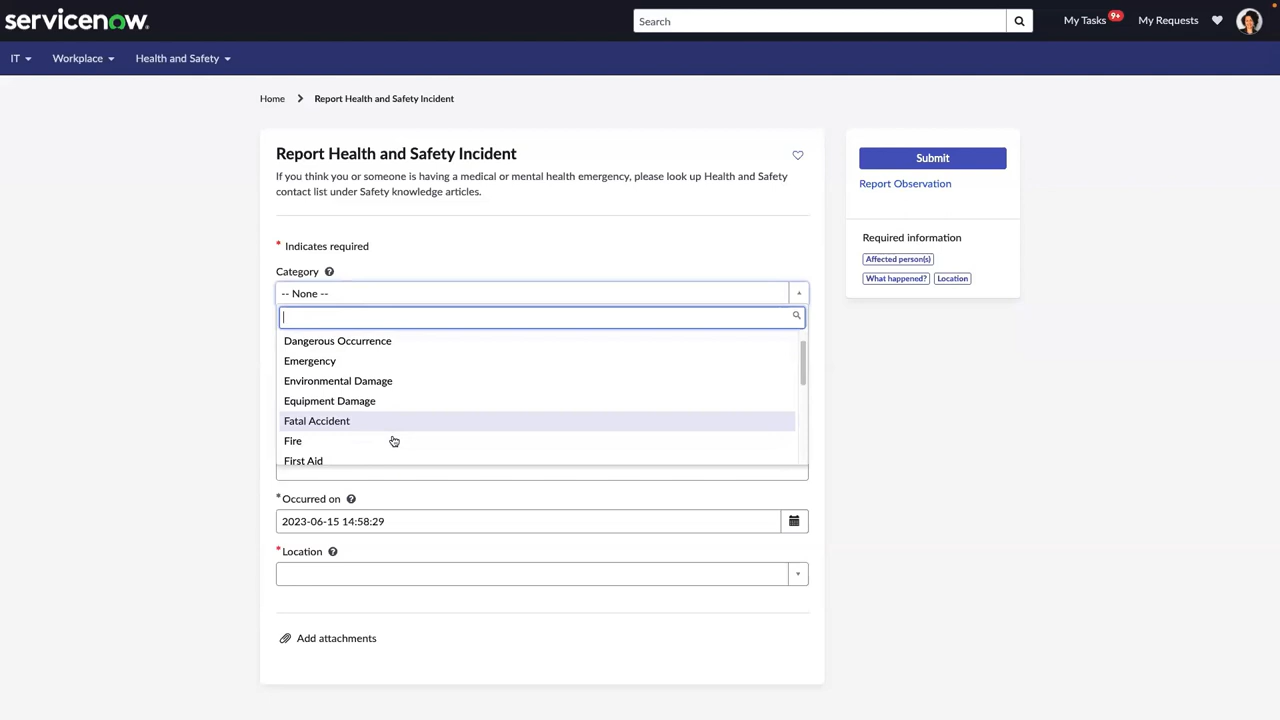 servicenow
Search
My Tasks 9+ My Requests
IT Workplace Health and Safety
Home Report Health and Safety Incident
Report Health and Safety Incident
If you think you or someone is having a medical or mental health emergency, please look up Health and Safety
contact list under Safety knowledge articles.
* Indicates required
Category
-- None --
Dangerous Occurrence
Emergency
Environmental Damage
Equipment Damage
Fatal Accident
Fire
First Aid
* Occurred on
2023-06-15 14:58:29
* Location
Add attachments
Submit
Report Observation
Required information
Affected person(s)
What happened? Location